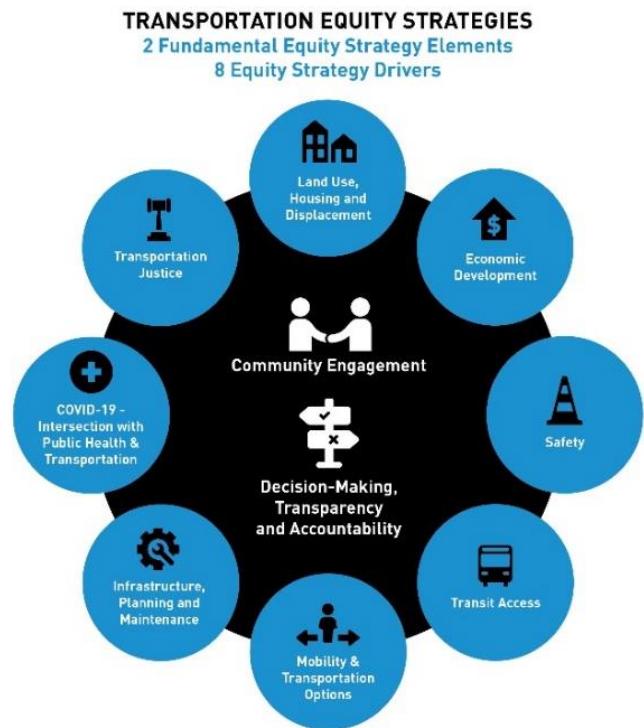 TRANSPORTATION EQUITY STRATEGIES
2 Fundamental Equity Strategy Elements
8 Equity Strategy Drivers
Land Use,
Housing and
Displacement
$
Economic
Development
Safety
Transit Access
Mobility &
Transportation
Options
Infrastructure,
Planning and
Maintenance
COVID-19 -
Intersection with
Public Health &
Transportation
Transportation
Justice
Community Engagement
Decision-Making,
Transparency
and Accountability